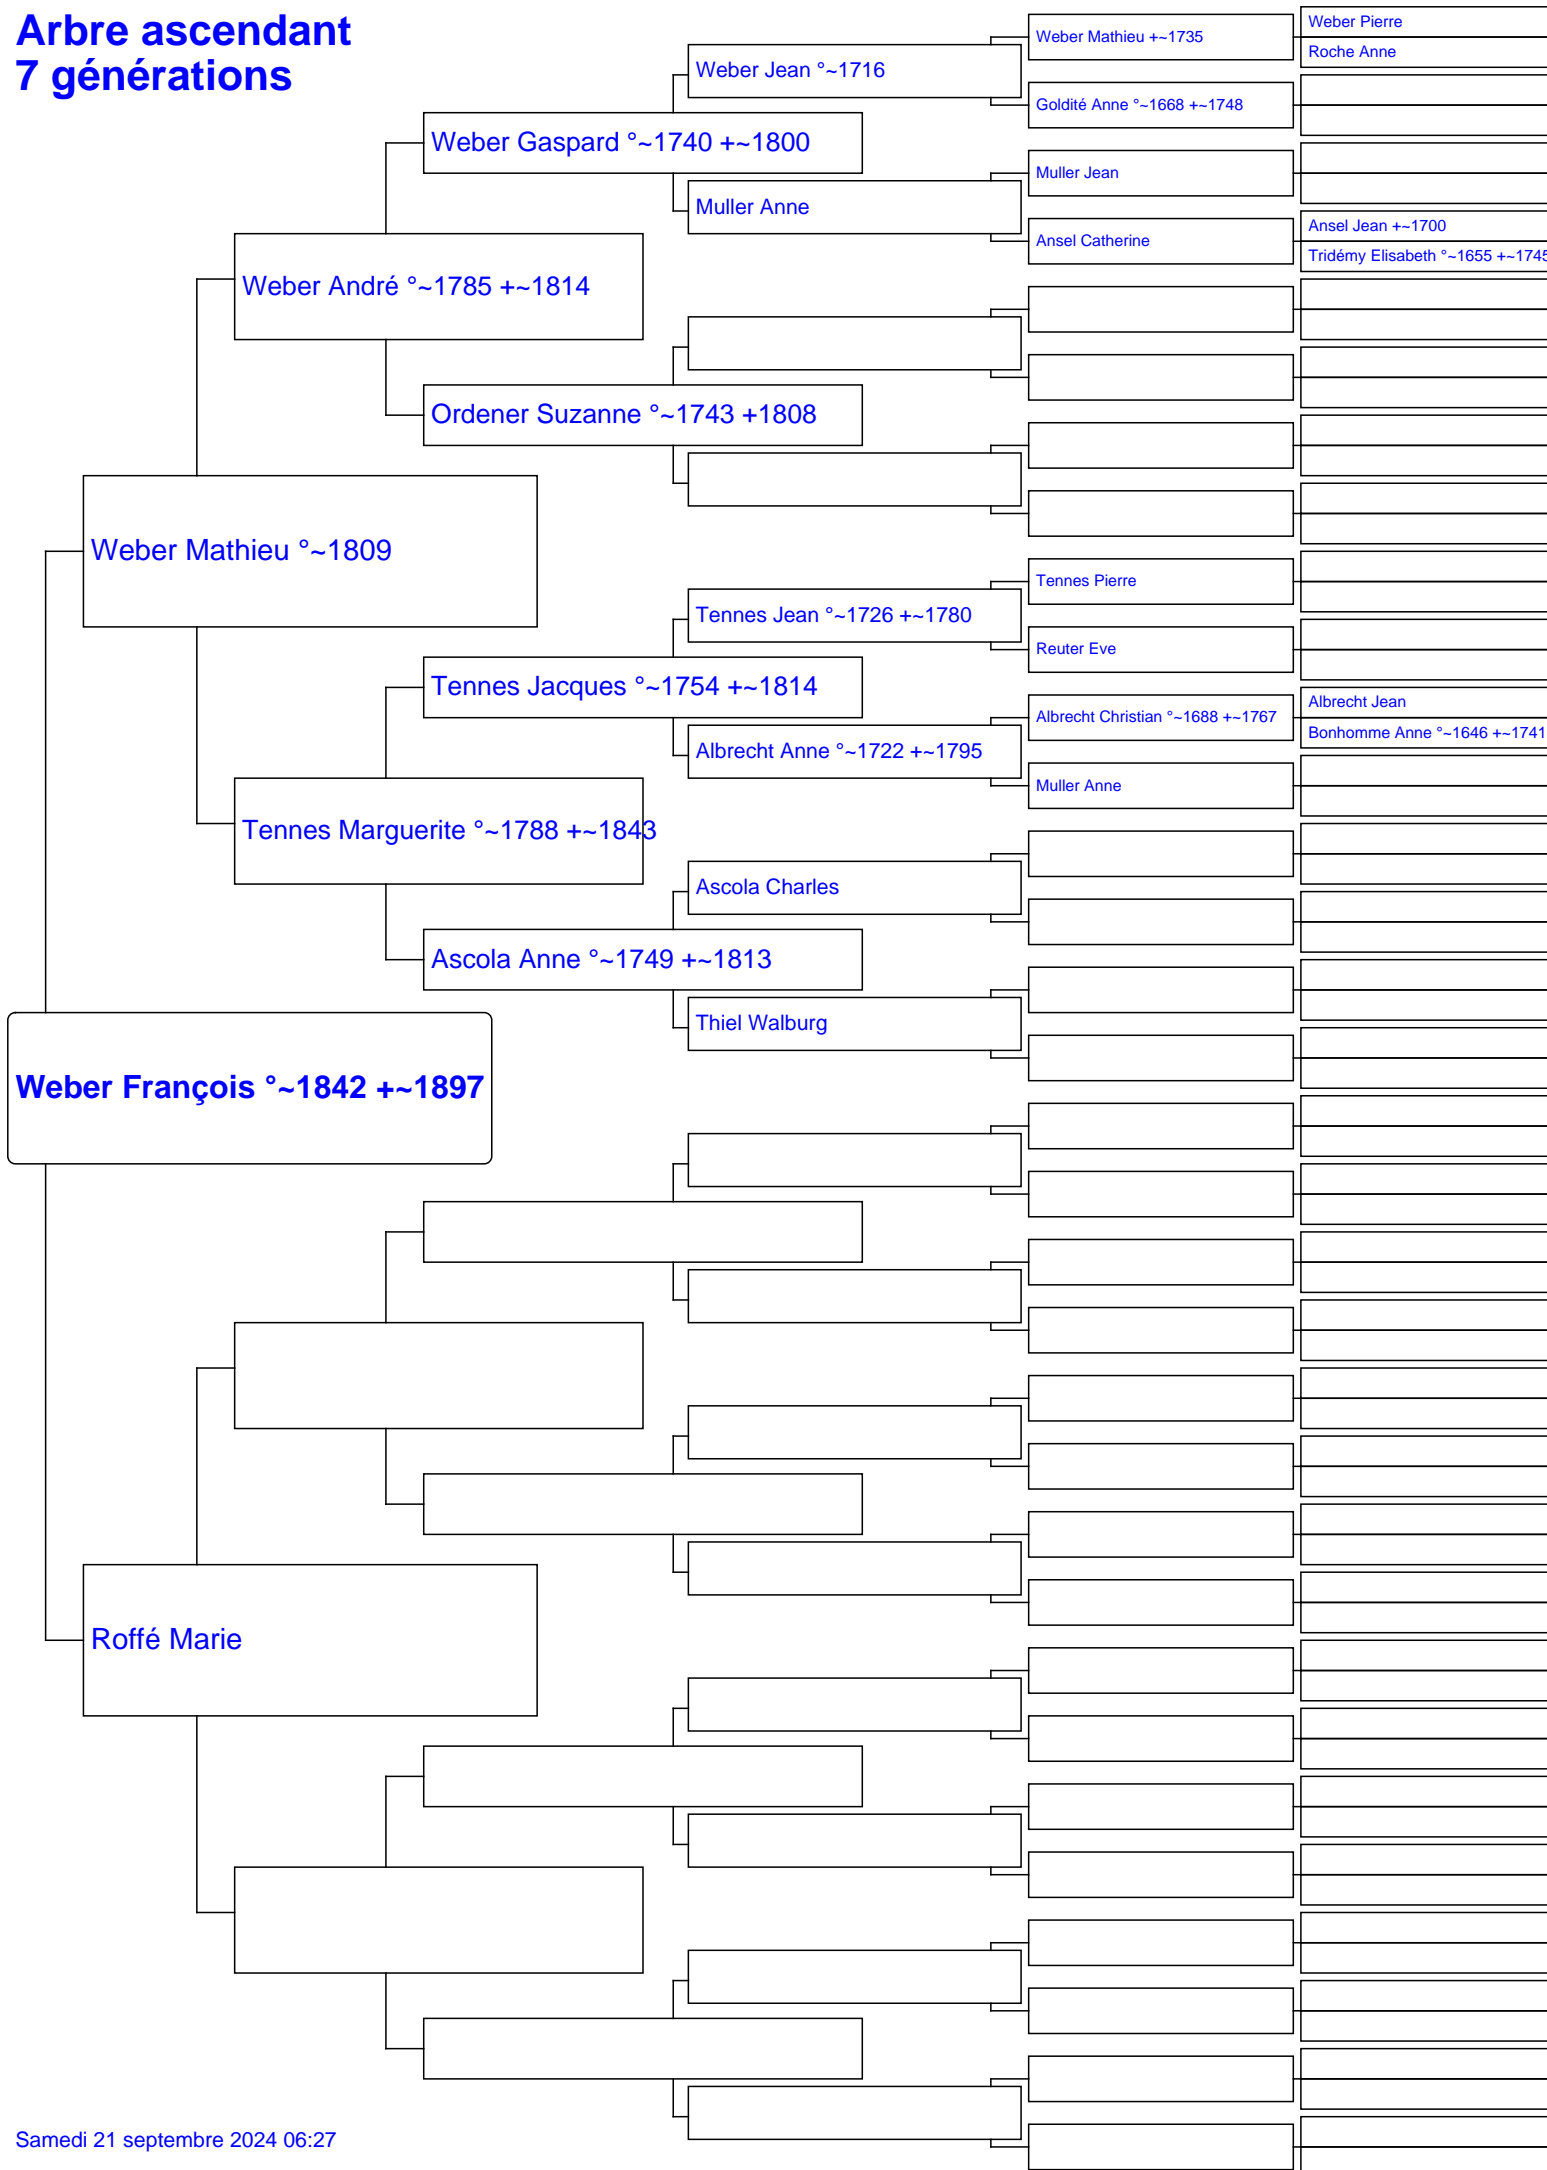 Arbre ascendant
7 générations
Weber Pierre
Weber Mathieu +~1735
Roche Anne
Weber Jean °~1716
Goldité Anne °~1668 +~1748
Weber Gaspard °~1740 +~1800
Muller Jean
Muller Anne
Ansel Jean +~1700
Ansel Catherine
Tridémy Elisabeth °~1655 +~1745
Weber André °~1785 +~1814
Ordener Suzanne °~1743 +1808
Weber Mathieu °~1809
Tennes Pierre
Tennes Jean °~1726 +~1780
Reuter Eve
Tennes Jacques °~1754 +~1814
Albrecht Jean
Albrecht Christian °~1688 +~1767
Bonhomme Anne °~1646 +~1741
Albrecht Anne °~1722 +~1795
Muller Anne
Tennes Marguerite °~1788 +~1843
Ascola Charles
Ascola Anne °~1749 +~1813
Thiel Walburg
Weber François °~1842 +~1897
Roffé Marie
Samedi 21 septembre 2024 06:27